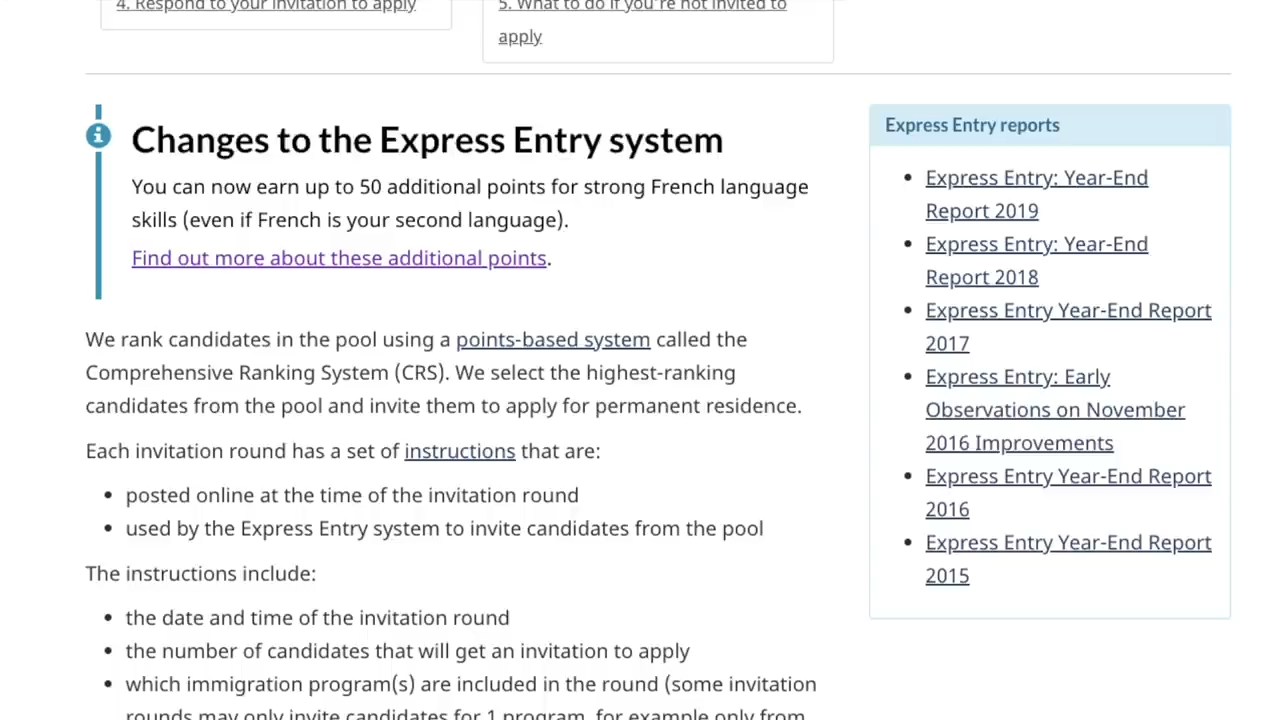 4. Respond to your invitation to apply
5. What to do if you're not invited to
apply
Changes to the Express Entry system
You can now earn up to 50 additional points for strong French language
skills (even if French is your second language).
Find out more about these additional points.
We rank candidates in the pool using a points-based system called the
Comprehensive Ranking System (CRS). We select the highest-ranking
candidates from the pool and invite them to apply for permanent residence.
Each invitation round has a set of instructions that are:
• posted online at the time of the invitation round
• used by the Express Entry system to invite candidates from the pool
The instructions include:
• the date and time of the invitation round
• the number of candidates that will get an invitation to apply
• which immigration program(s) are included in the round (some invitation
rounds may only invite candidates for 1 program, for example only from
Express Entry reports
• Express Entry: Year-End
Report 2019
• Express Entry: Year-End
Report 2018
• Express Entry Year-End Report
2017
• Express Entry: Early
Observations on November
2016 Improvements
• Express Entry Year-End Report
2016
• Express Entry Year-End Report
2015